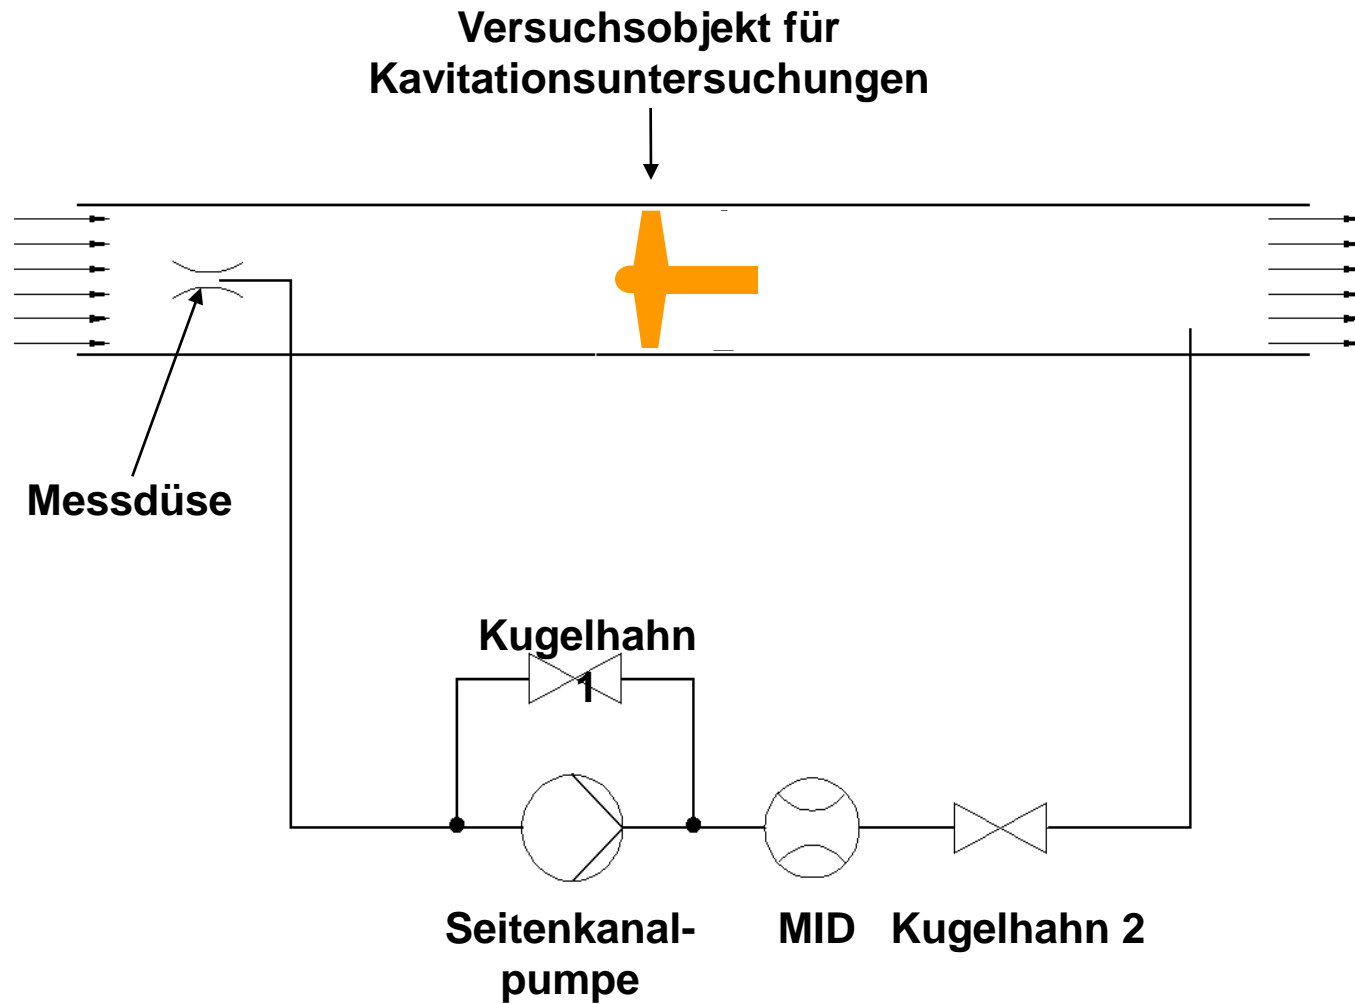 Versuchsobjekt für
Kavitationsuntersuchungen
Messdüse
Kugelhahn
1
Seitenkanal-
pumpe
MID
Kugelhahn 2